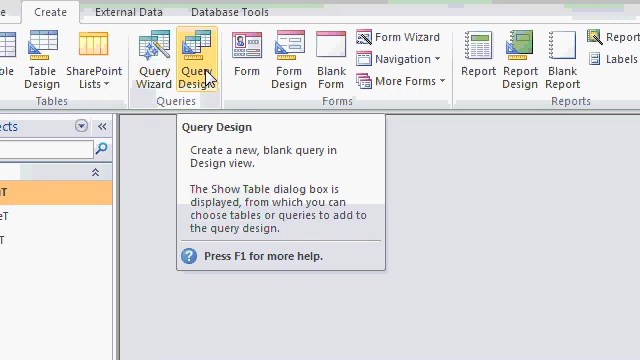 Create External Data Database Tools
Table Design
SharePoint Lists
Tables
Query Wizard
Query Design
Queries
Form
Form Design
Blank Form
Form Wizard
Navigation
More Forms
Forms
Report
Report Design
Blank Report
Labels
Reports
Query Design
Create a new, blank query in
Design view.
The Show Table dialog box is
displayed, from which you can
choose tables or queries to add to
the query design.
Press F1 for more help.